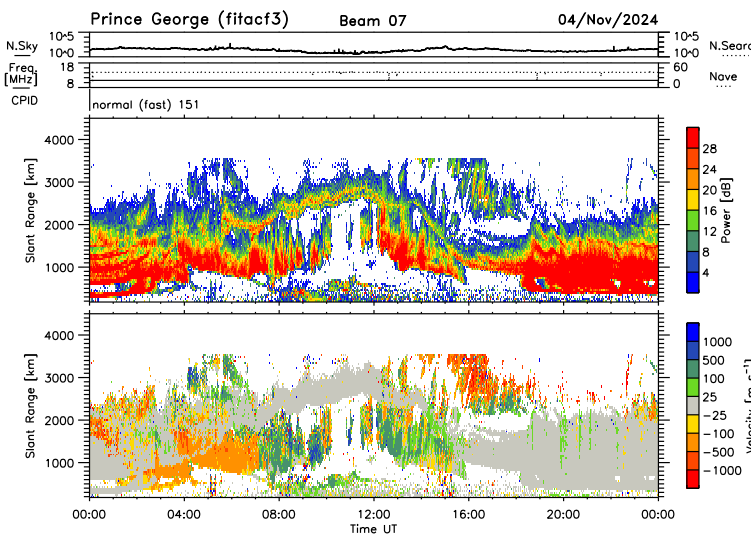 Prince George (fitacf3) Beam 07 04/Nov/2024
N.Sky 10^5 10^0 10^5 10^0 N.Sear
Freq [MHz] 18 8 60 0 Nave
CPID normal (fast) 151
Slant Range [km] 4000 3000 2000 1000
Power [dB] 28 24 20 16 12 8 4
Slant Range [km] 4000 3000 2000 1000
Velocity [m s^-1] 1000 500 100 25 -25 -100 -500 -1000
00:00 04:00 08:00 12:00 16:00 20:00 00:00
Time UT